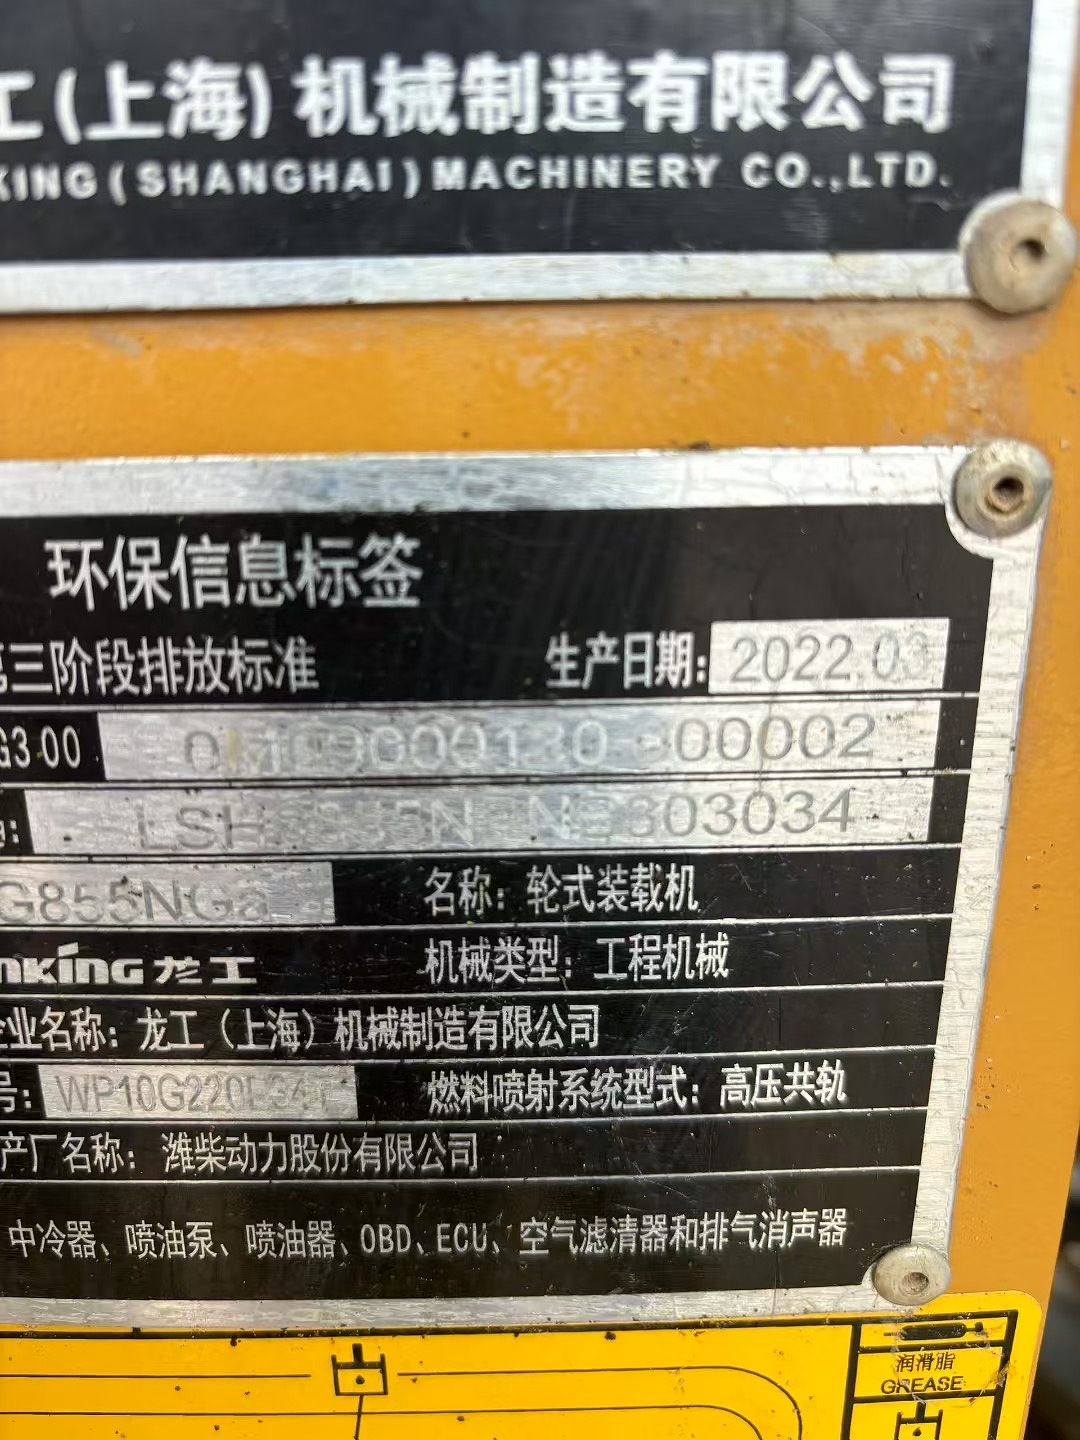 工(上海)机械制造有限公司
KING(SHANGHAI)MACHINERY CO.,LTD.
环保信息标签
第三阶段排放标准 生产日期: 2022.03
G3 00 00002
303034
G855N 名称: 轮式装载机
nKing 龙工 机械类型: 工程机械
企业名称: 龙工(上海)机械制造有限公司
号: WP10G220 燃料喷射系统型式: 高压共轨
产厂名称: 潍柴动力股份有限公司
中冷器、喷油泵、喷油器、OBD、ECU、空气滤清器和排气消声器
润滑脂
GREASE